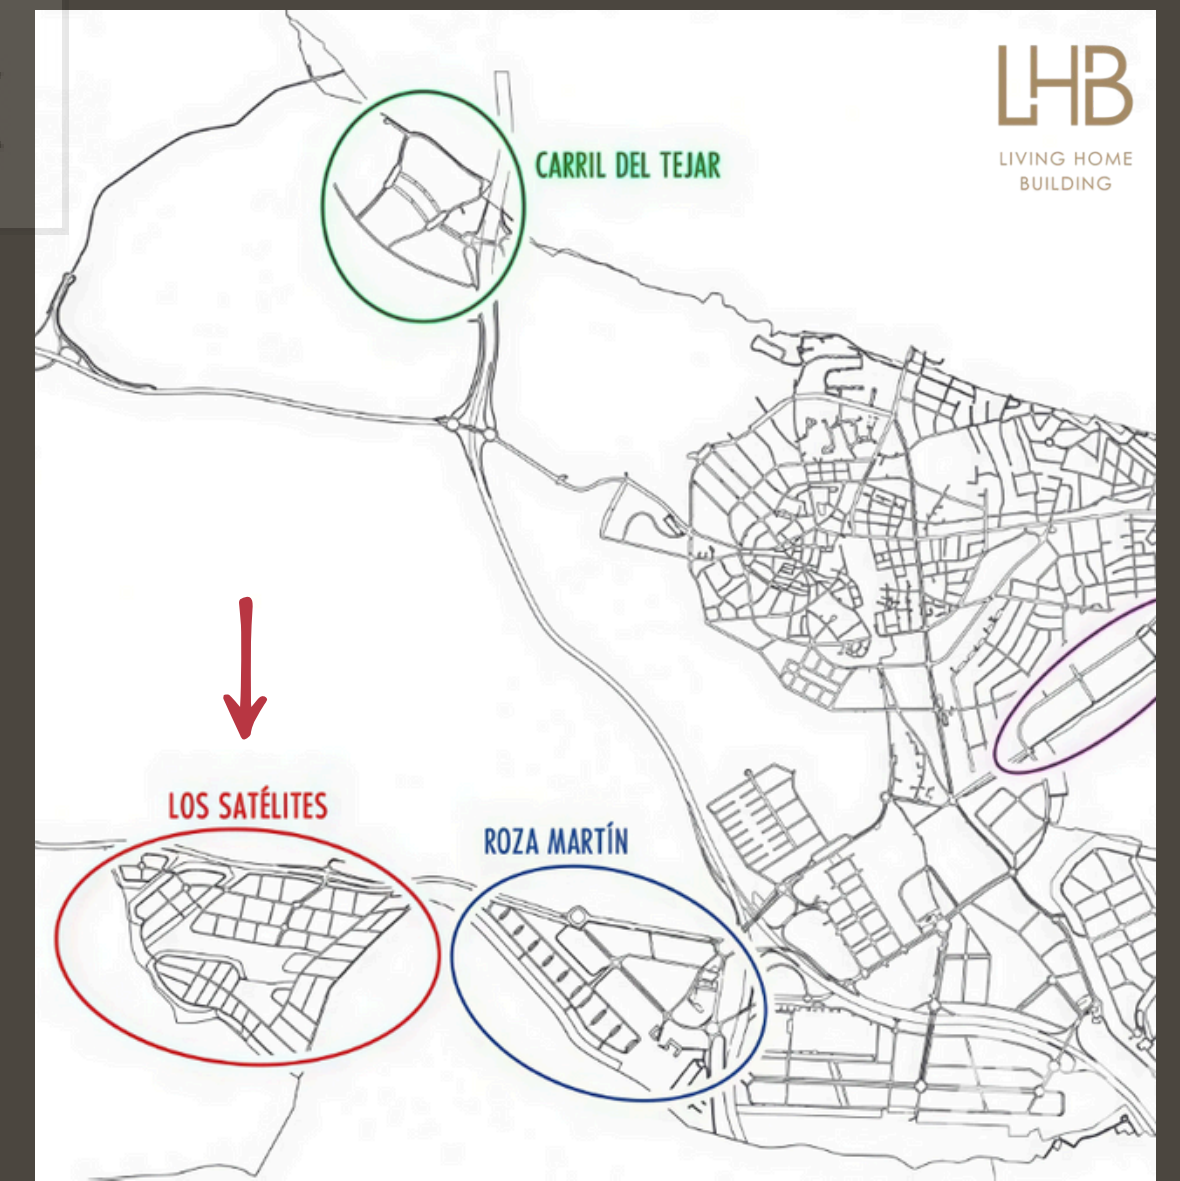 LHB
LIVING HOME
BUILDING
CARRIL DEL TEJAR
LOS SATÉLITES
ROZA MARTÍN